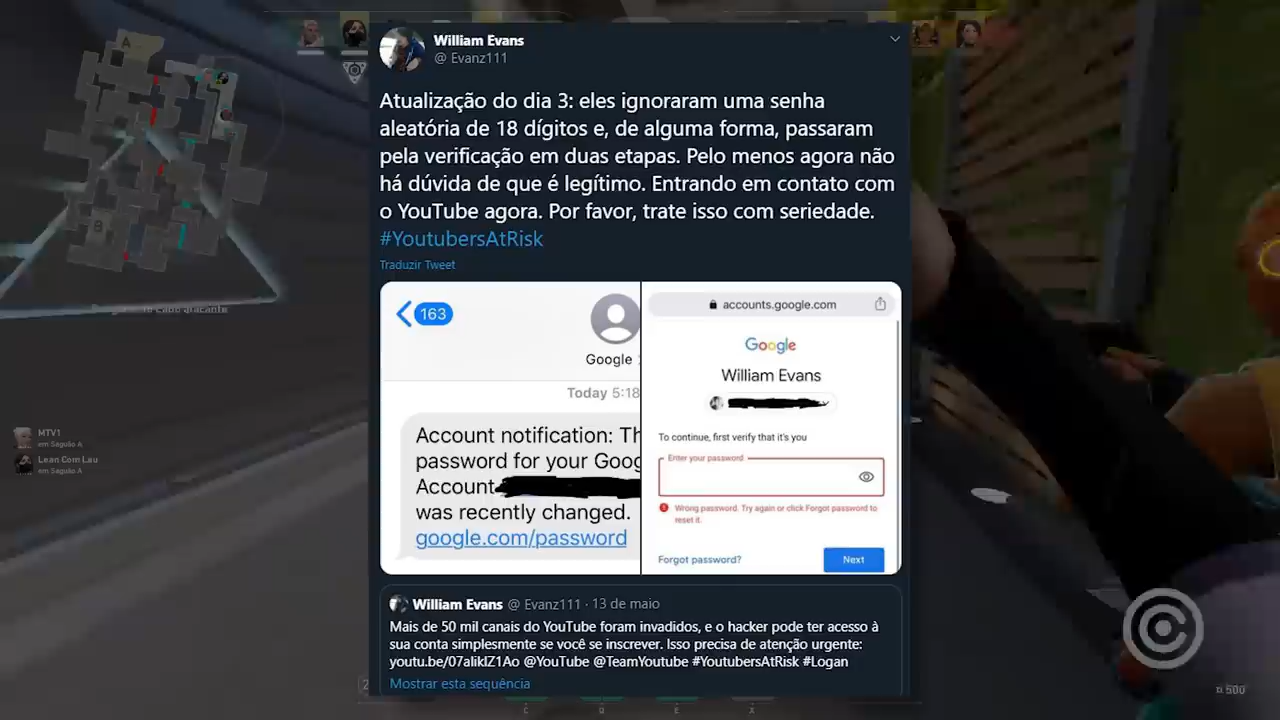 William Evans
@ Evanz111
Atualização do dia 3: eles ignoraram uma senha
aleatória de 18 dígitos e, de alguma forma, passaram
pela verificação em duas etapas. Pelo menos agora não
há dúvida de que é legítimo. Entrando em contato com
o YouTube agora. Por favor, trate isso com seriedade.
#YoutubersAtRisk
Traduzir Tweet
163
Google
Today 5:18
Account notification: Th
password for your Goog
Account
was recently changed.
google.com/password
accounts.google.com
Google
William Evans
To continue, first verify that it's you
Enter your password
Wrong password. Try again or click Forgot password to
reset it.
Forgot password?
Next
William Evans @ Evanz111 · 13 de maio
Mais de 50 mil canais do YouTube foram invadidos, e o hacker pode ter acesso à
sua conta simplesmente se você se inscrever. Isso precisa de atenção urgente:
youtu.be/07aliklZ1Ao @YouTube @TeamYoutube #YoutubersAtRisk #Logan
Mostrar esta sequência
A
B
lado atacante
MTV1
em Saguão A
Lean Com Lau
em Saguão A
C
Q
E
X
500